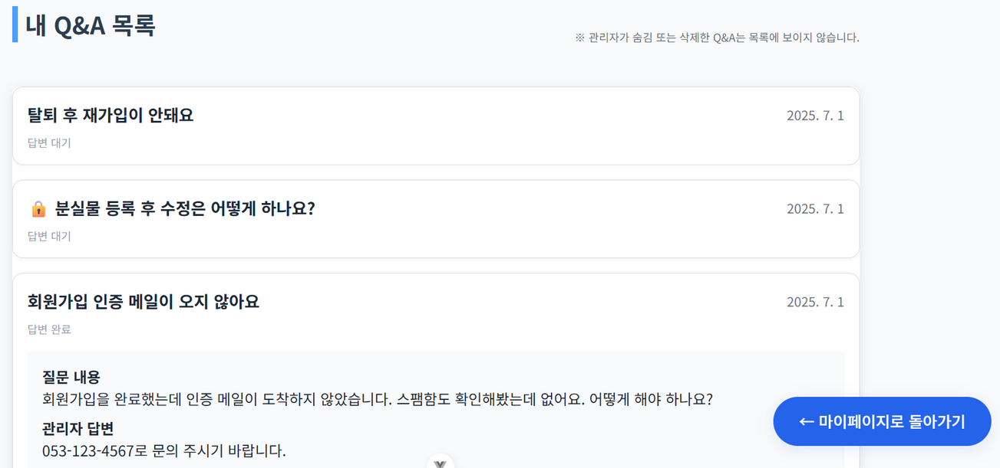 내 Q&A 목록
※ 관리자가 숨김 또는 삭제한 Q&A는 목록에 보이지 않습니다.
탈퇴 후 재가입이 안돼요
2025. 7. 1
답변 대기
분실물 등록 후 수정은 어떻게 하나요?
2025. 7. 1
답변 대기
회원가입 인증 메일이 오지 않아요
2025. 7. 1
답변 완료
질문 내용
회원가입을 완료했는데 인증 메일이 도착하지 않았습니다. 스팸함도 확인해봤는데 없어요. 어떻게 해야 하나요?
관리자 답변
053-123-4567로 문의 주시기 바랍니다.
← 마이페이지로 돌아가기